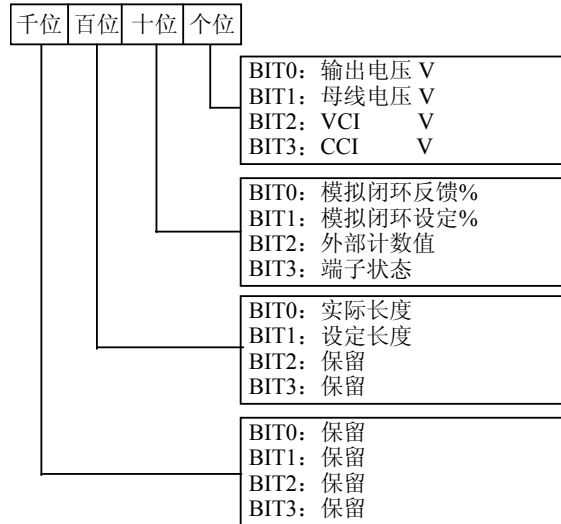 千位 百位 十位 个位
BIT0：输出电压 V
BIT1：母线电压 V
BIT2：VCI V
BIT3：CCI V
BIT0：模拟闭环反馈%
BIT1：模拟闭环设定%
BIT2：外部计数值
BIT3：端子状态
BIT0：实际长度
BIT1：设定长度
BIT2：保留
BIT3：保留
BIT0：保留
BIT1：保留
BIT2：保留
BIT3：保留